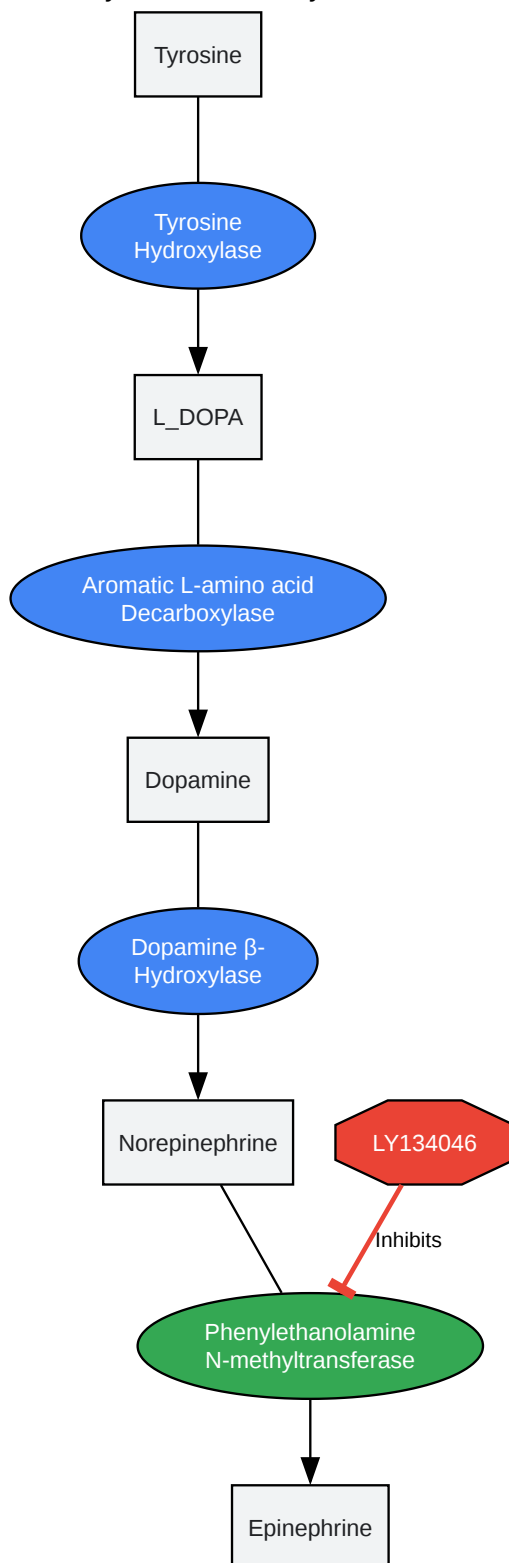 Tyrosine
Tyrosine
Hydroxylase
L_DOPA
Aromatic L-amino acid
Decarboxylase
Dopamine
Dopamine β-
Hydroxylase
Norepinephrine
LY134046
Inhibits
Phenylethanolamine
N-methyltransferase
Epinephrine